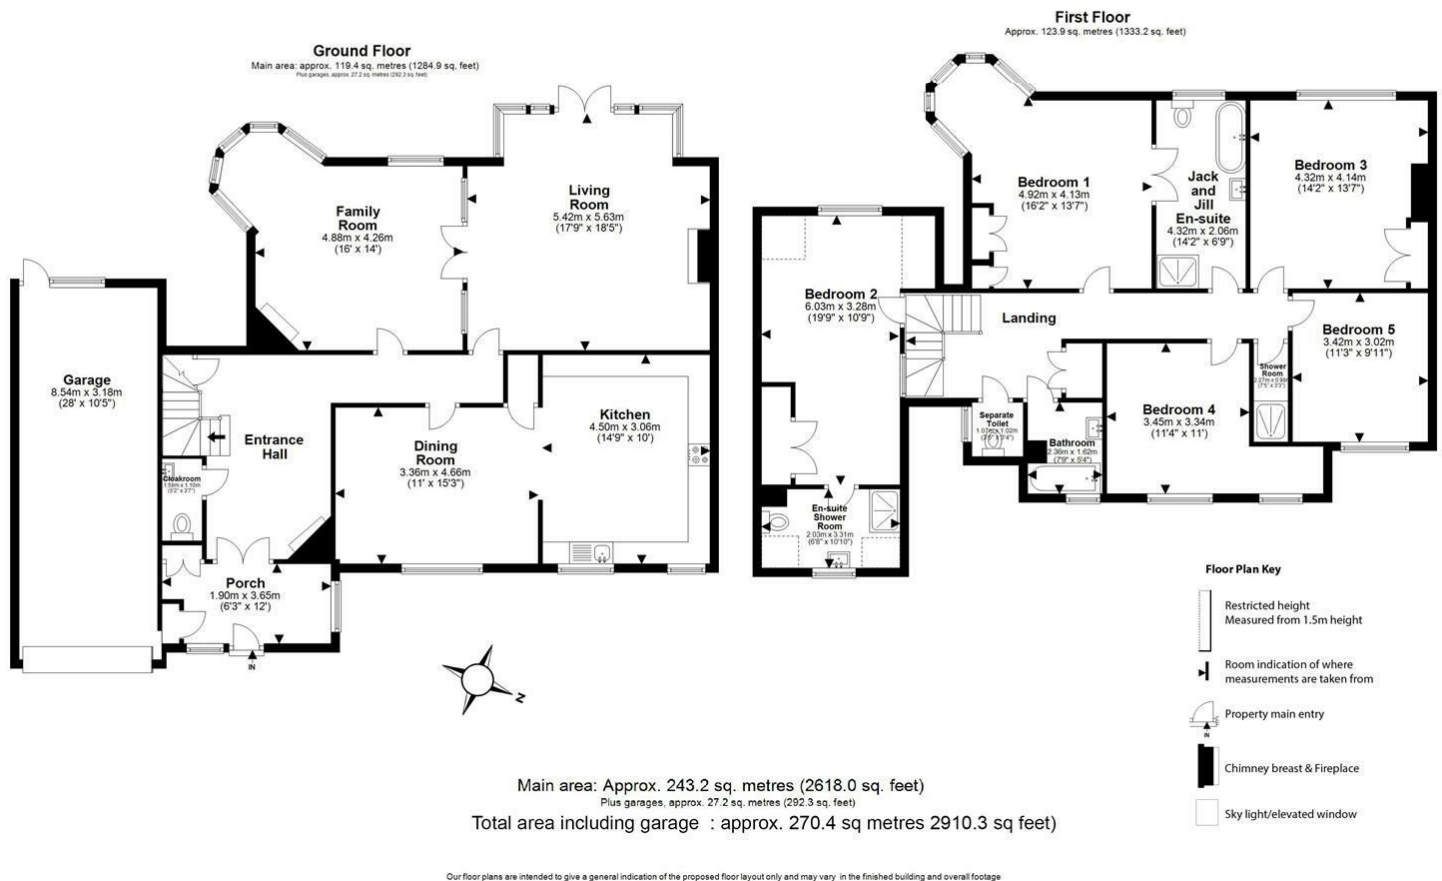 Ground Floor
Main area: approx. 119.4 sq. metres (1284.9 sq. feet)
Plus garages, approx. 27.2 sq. metres (292.3 sq. feet)
Family
Room
4.88m x 4.26m
(16' x 14')
Living
Room
5.42m x 5.63m
(17'9" x 18'5")
Garage
8.54m x 3.18m
(28' x 10'5")
Entrance
Hall
Dining
Room
3.36m x 4.66m
(11' x 15'3")
Kitchen
4.50m x 3.06m
(14'9" x 10')
Cloakroom
Porch
1.90m x 3.65m
(6'3" x 12')
IN
N
First Floor
Approx. 123.9 sq. metres (1333.2 sq. feet)
Bedroom 1
4.92m x 4.13m
(16'2" x 13'7")
Jack
and
Jill
En-suite
4.32m x 2.06m
(14'2" x 6'9")
Bedroom 3
4.32m x 4.14m
(14'2" x 13'7")
Bedroom 2
6.03m x 3.28m
(19'9" x 10'9")
Landing
Bedroom 5
3.42m x 3.02m
(11'3" x 9'11")
Shower
Room
Bedroom 4
3.45m x 3.34m
(11'4" x 11')
Separate
Toilet
Bathroom
2.36m x 1.62m
(7'9" x 5'4")
En-suite
Shower
Room
2.03m x 3.31m
(6'8" x 10'10")
Floor Plan Key
Restricted height
Measured from 1.5m height
Room indication of where
measurements are taken from
Property main entry
IN
Chimney breast & Fireplace
Sky light/elevated window
Main area: Approx. 243.2 sq. metres (2618.0 sq. feet)
Plus garages, approx. 27.2 sq. metres (292.3 sq. feet)
Total area including garage : approx. 270.4 sq metres 2910.3 sq feet)
Our floor plans are intended to give a general indication of the proposed floor layout only and may vary in the finished building and overall footage